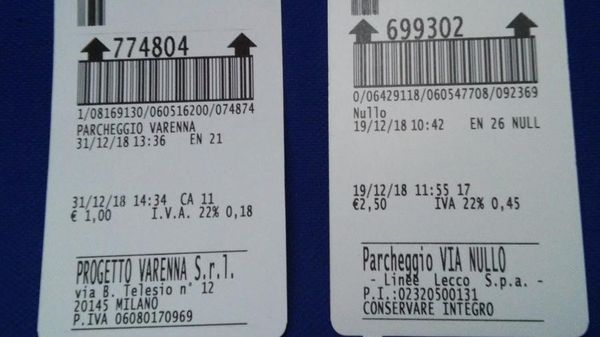 774804
1/08169130/060516200/074874
PARCHEGGIO VARENNA
31/12/18 13:36 EN 21
31/12/18 14:34 CA 11
€ 1,00 I.V.A. 22% 0,18
PROGETTO VARENNA S.r.l.
via B. Telesio n° 12
20145 MILANO
P.IVA 06080170969
699302
0/06429118/060547708/092369
Nullo
19/12/18 10:42 EN 26 NULL
19/12/18 11:55 17
€2,50 IVA 22% 0,45
Parcheggio VIA NULLO
- Linee Lecco S.p.a. -
P.I.:02320500131
CONSERVARE INTEGRO